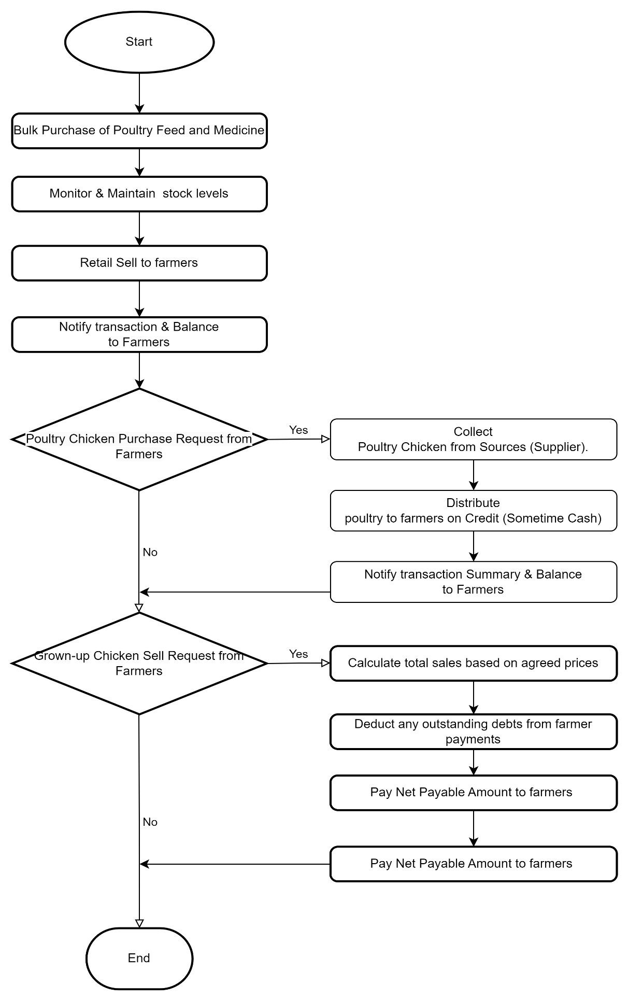 Start
Bulk Purchase of Poultry Feed and Medicine
Monitor & Maintain  stock levels
Retail Sell to farmers
Notify transaction & Balance
to Farmers
Poultry Chicken Purchase Request from
Farmers
Yes
Collect
Poultry Chicken from Sources (Supplier).
Distribute
poultry to farmers on Credit (Sometime Cash)
No
Notify transaction Summary & Balance
to Farmers
Grown-up Chicken Sell Request from
Farmers
Yes
Calculate total sales based on agreed prices
Deduct any outstanding debts from farmer
payments
Pay Net Payable Amount to farmers
No
Pay Net Payable Amount to farmers
End